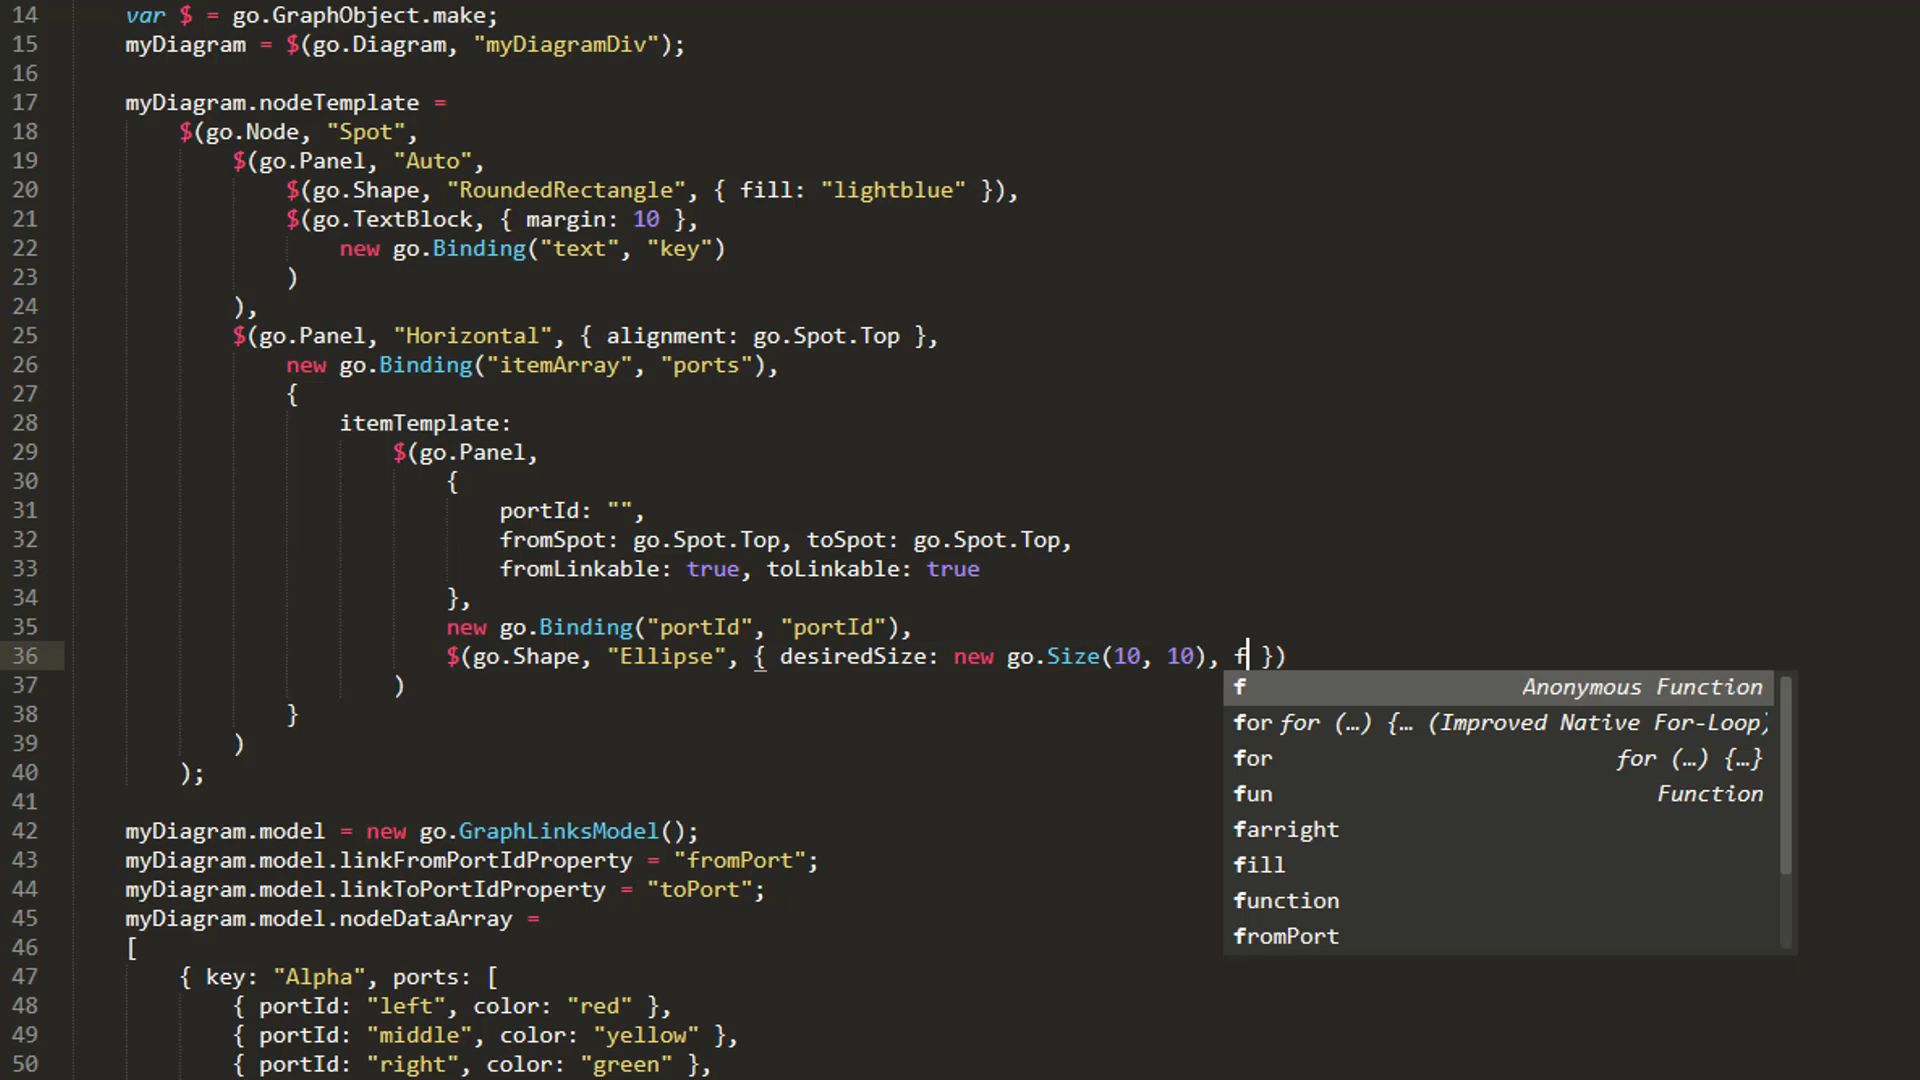 14 var $ = go.GraphObject.make;
15 myDiagram = $(go.Diagram, "myDiagramDiv");
16
17 myDiagram.nodeTemplate =
18 $(go.Node, "Spot",
19 $(go.Panel, "Auto",
20 $(go.Shape, "RoundedRectangle", { fill: "lightblue" }),
21 $(go.TextBlock, { margin: 10 },
22 new go.Binding("text", "key")
23 )
24 ),
25 $(go.Panel, "Horizontal", { alignment: go.Spot.Top },
26 new go.Binding("itemArray", "ports"),
27 {
28 itemTemplate:
29 $(go.Panel,
30 {
31 portId: "",
32 fromSpot: go.Spot.Top, toSpot: go.Spot.Top,
33 fromLinkable: true, toLinkable: true
34 },
35 new go.Binding("portId", "portId"),
36 $(go.Shape, "Ellipse", { desiredSize: new go.Size(10, 10), f })
f Anonymous Function
for for (…) {… (Improved Native For-Loop)
for for (…) {…}
fun Function
farright
fill
function
fromPort
37 )
38 }
39 )
40 );
41
42 myDiagram.model = new go.GraphLinksModel();
43 myDiagram.model.linkFromPortIdProperty = "fromPort";
44 myDiagram.model.linkToPortIdProperty = "toPort";
45 myDiagram.model.nodeDataArray =
46 [
47 { key: "Alpha", ports: [
48 { portId: "left", color: "red" },
49 { portId: "middle", color: "yellow" },
50 { portId: "right", color: "green" },